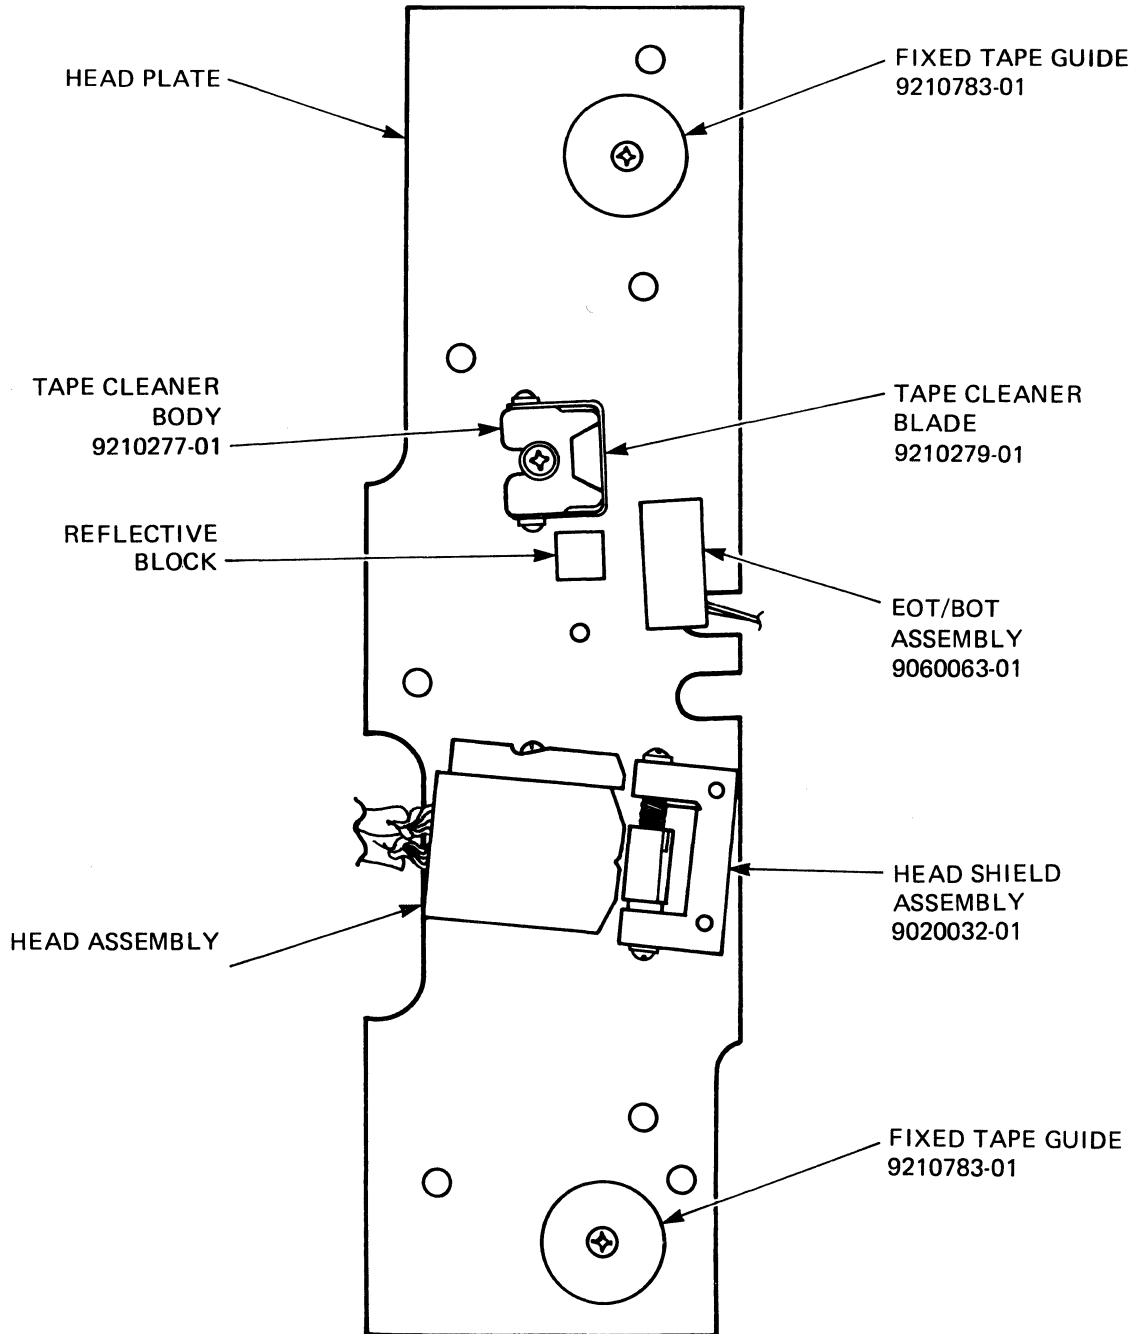 HEAD PLATE
FIXED TAPE GUIDE
9210783-01
TAPE CLEANER
BODY
9210277-01
TAPE CLEANER
BLADE
9210279-01
REFLECTIVE
BLOCK
EOT/BOT
ASSEMBLY
9060063-01
HEAD SHIELD
ASSEMBLY
9020032-01
HEAD ASSEMBLY
FIXED TAPE GUIDE
9210783-01